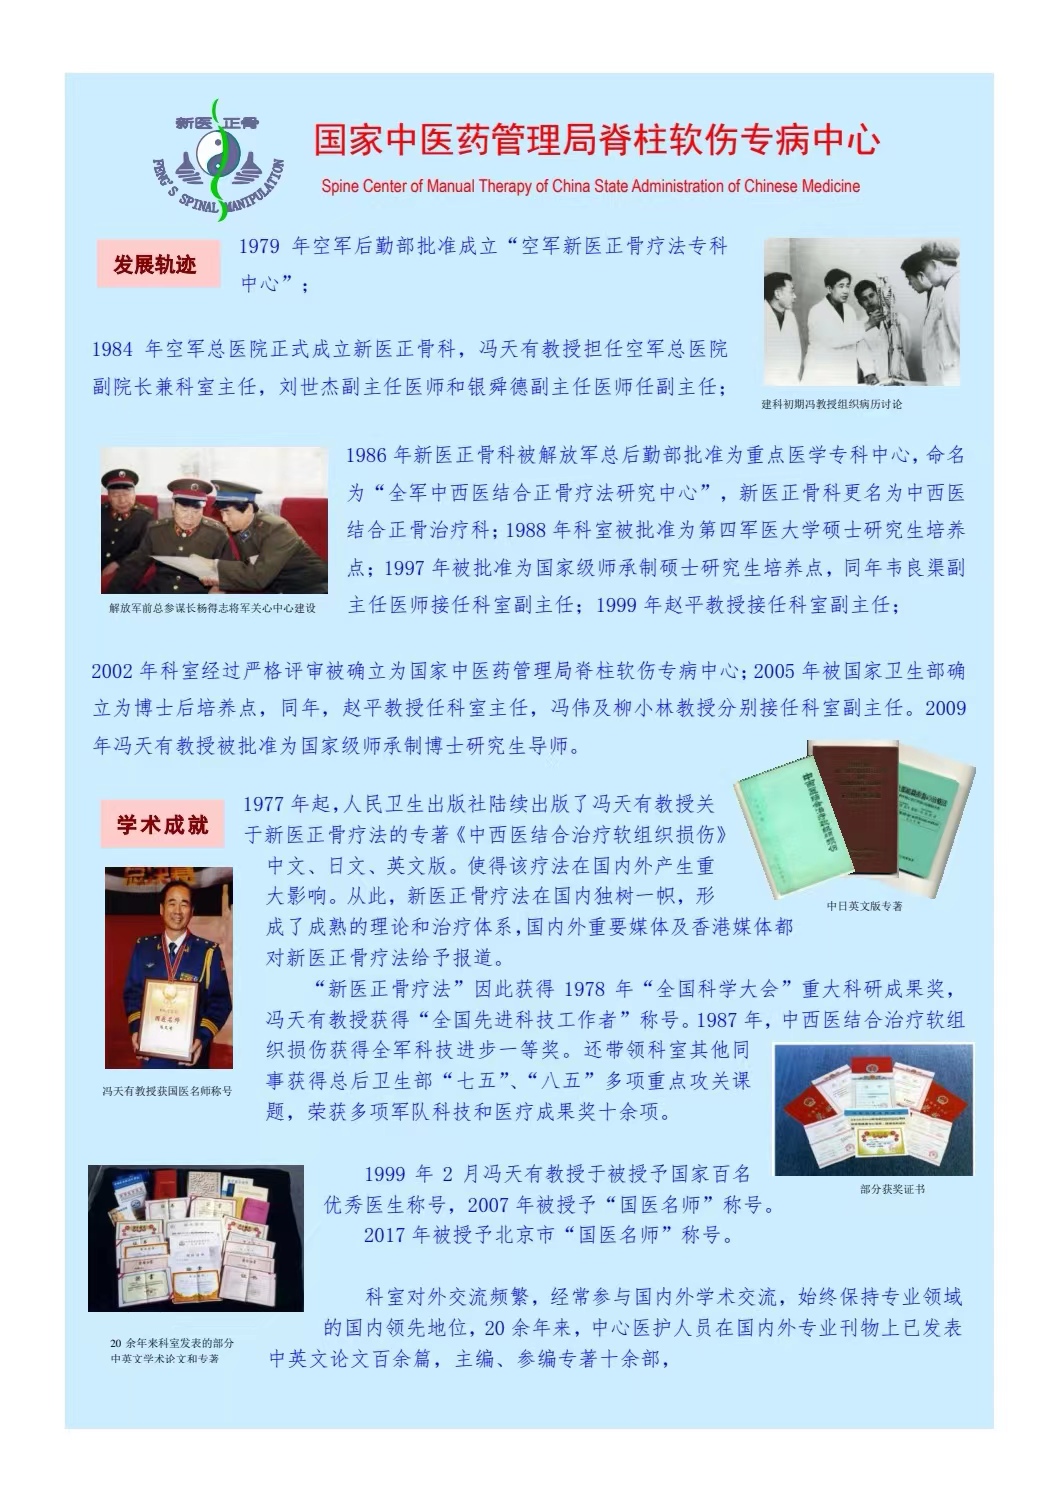 新医 正骨
FENG'S SPINAL MANIPULATION
国家中医药管理局脊柱软伤专病中心
Spine Center of Manual Therapy of China State Administration of Chinese Medicine
发展轨迹
1979 年空军后勤部批准成立“空军新医正骨疗法专科
中心”；
1984 年空军总医院正式成立新医正骨科，冯天有教授担任空军总医院
副院长兼科室主任，刘世杰副主任医师和银舜德副主任医师任副主任；
建科初期冯教授组织病历讨论
1986 年新医正骨科被解放军总后勤部批准为重点医学专科中心，命名
为“全军中西医结合正骨疗法研究中心”，新医正骨科更名为中西医
结合正骨治疗科；1988 年科室被批准为第四军医大学硕士研究生培养
点；1997 年被批准为国家级师承制硕士研究生培养点，同年韦良渠副
主任医师接任科室副主任；1999 年赵平教授接任科室副主任；
解放军前总参谋长杨得志将军关心中心建设
2002 年科室经过严格评审被确立为国家中医药管理局脊柱软伤专病中心；2005 年被国家卫生部确
立为博士后培养点，同年，赵平教授任科室主任，冯伟及柳小林教授分别接任科室副主任。2009
年冯天有教授被批准为国家级师承制博士研究生导师。
学术成就
1977 年起，人民卫生出版社陆续出版了冯天有教授关
于新医正骨疗法的专著《中西医结合治疗软组织损伤》
中文、日文、英文版。使得该疗法在国内外产生重
大影响。从此，新医正骨疗法在国内独树一帜，形
成了成熟的理论和治疗体系，国内外重要媒体及香港媒体都
对新医正骨疗法给予报道。
中西医结合治疗软组织损伤
中日英文版专著
“新医正骨疗法”因此获得 1978 年“全国科学大会”重大科研成果奖，
冯天有教授获得“全国先进科技工作者”称号。1987 年，中西医结合治疗软组
织损伤获得全军科技进步一等奖。还带领科室其他同
事获得总后卫生部“七五”、“八五”多项重点攻关课
题，荣获多项军队科技和医疗成果奖十余项。
国医名师
冯天有教授获国医名师称号
部分获奖证书
1999 年 2 月冯天有教授于被授予国家百名
优秀医生称号，2007 年被授予“国医名师”称号。
2017 年被授予北京市“国医名师”称号。
20 余年来科室发表的部分
中英文学术论文和专著
科室对外交流频繁，经常参与国内外学术交流，始终保持专业领域
的国内领先地位，20 余年来，中心医护人员在国内外专业刊物上已发表
中英文论文百余篇，主编、参编专著十余部，